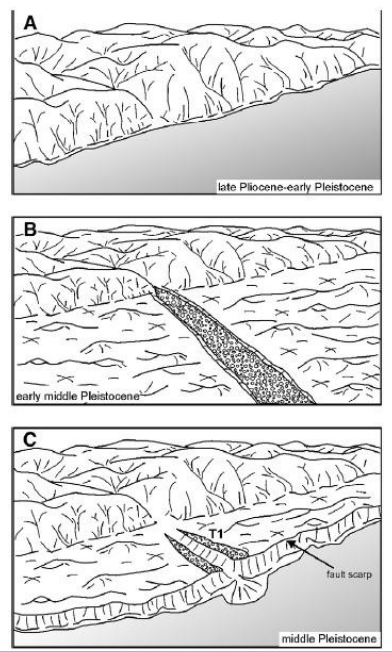 A
late Pliocene-early Pleistocene
B
early middle Pleistocene
C
T1
fault scarp
middle Pleistocene